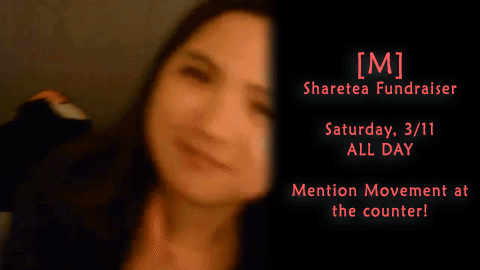 [M]
Sharetea Fundraiser
Saturday, 3/11
ALL DAY
Mention Movement at
the counter!